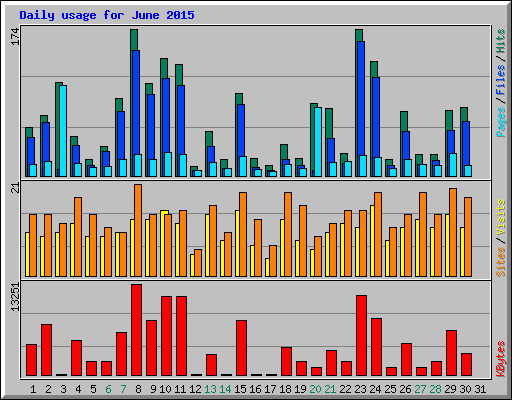 Daily usage for June 2015
174
Pages / Files / Hits
21
Sites / Visits
13251
KBytes
1 2 3 4 5 6 7 8 9 10 11 12 13 14 15 16 17 18 19 20 21 22 23 24 25 26 27 28 29 30 31